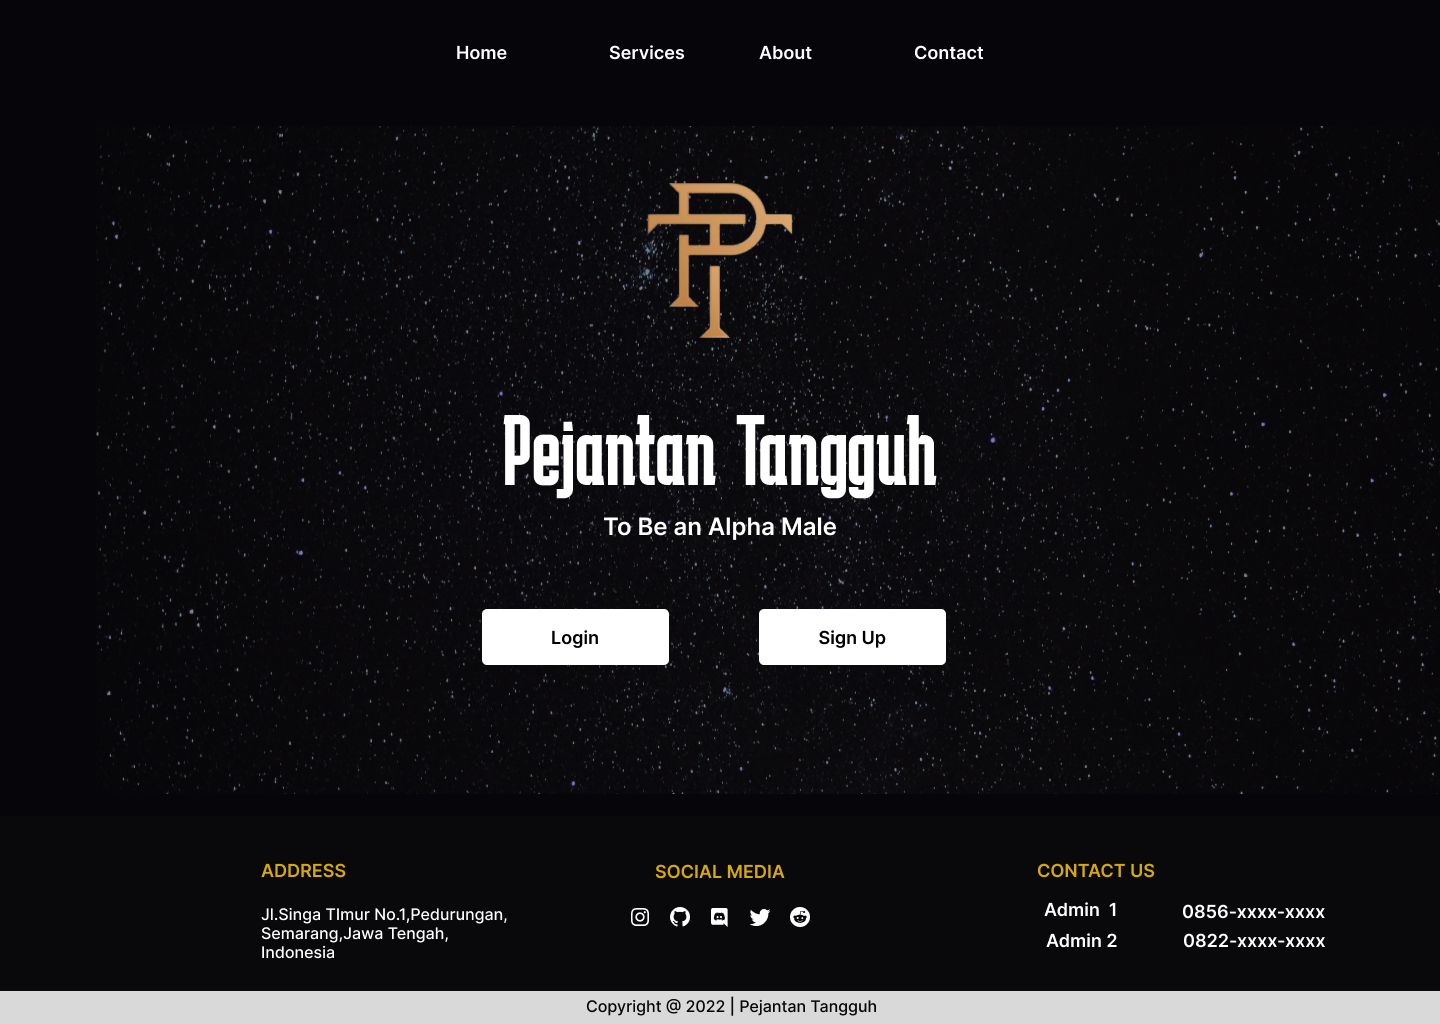 Home Services About Contact
PT
Pejantan Tangguh
To Be an Alpha Male
Login Sign Up
ADDRESS
Jl.Singa TImur No.1,Pedurungan,
Semarang,Jawa Tengah,
Indonesia
SOCIAL MEDIA
CONTACT US
Admin 1 0856-xxxx-xxxx
Admin 2 0822-xxxx-xxxx
Copyright @ 2022 | Pejantan Tangguh